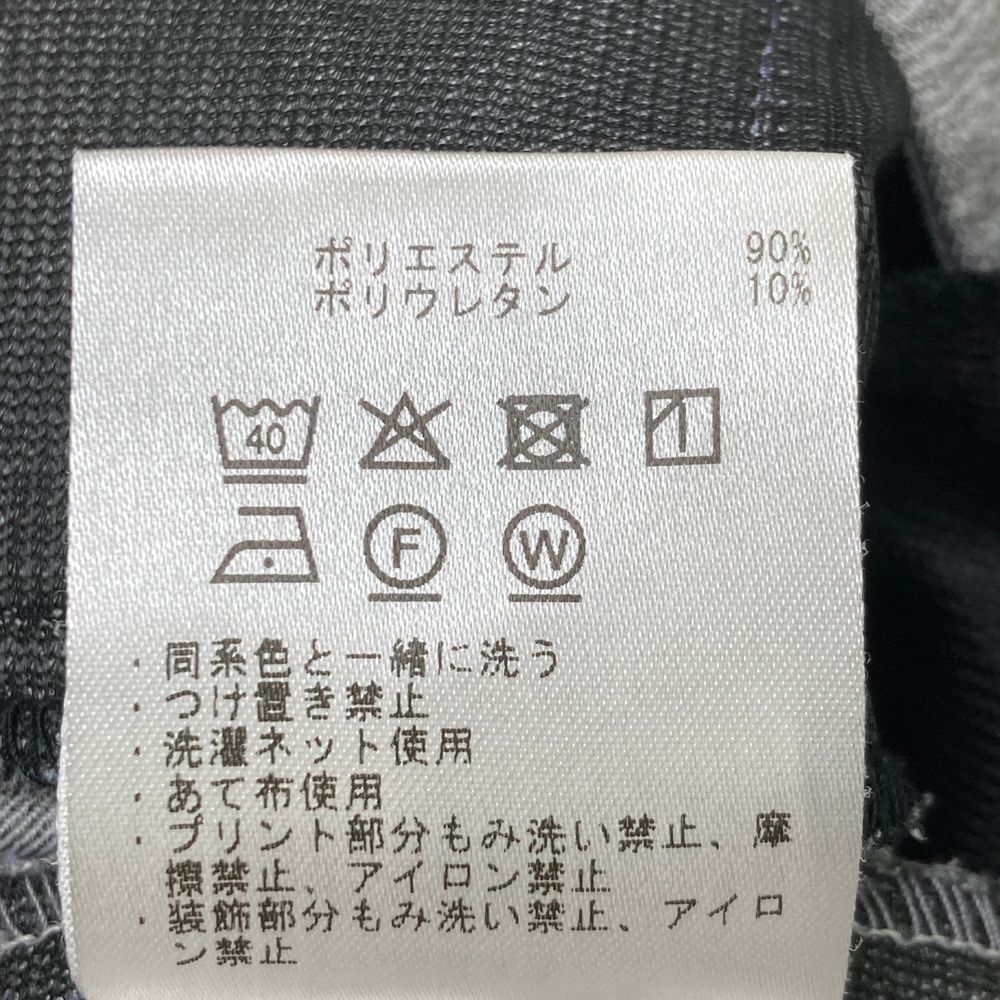 ポリエステル 90%
ポリウレタン 10%
40
F W
・同系色と一緒に洗う
・つけ置き禁止
・洗濯ネット使用
・あて布使用
・プリント部分もみ洗い禁止、摩
擦禁止、アイロン禁止
・装飾部分もみ洗い禁止、アイロ
ン禁止